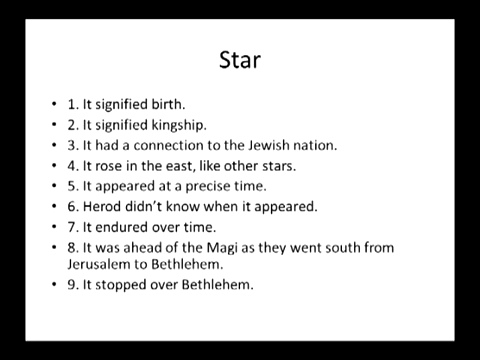 Star
• 1. It signified birth.
• 2. It signified kingship.
• 3. It had a connection to the Jewish nation.
• 4. It rose in the east, like other stars.
• 5. It appeared at a precise time.
• 6. Herod didn't know when it appeared.
• 7. It endured over time.
• 8. It was ahead of the Magi as they went south from
Jerusalem to Bethlehem.
• 9. It stopped over Bethlehem.